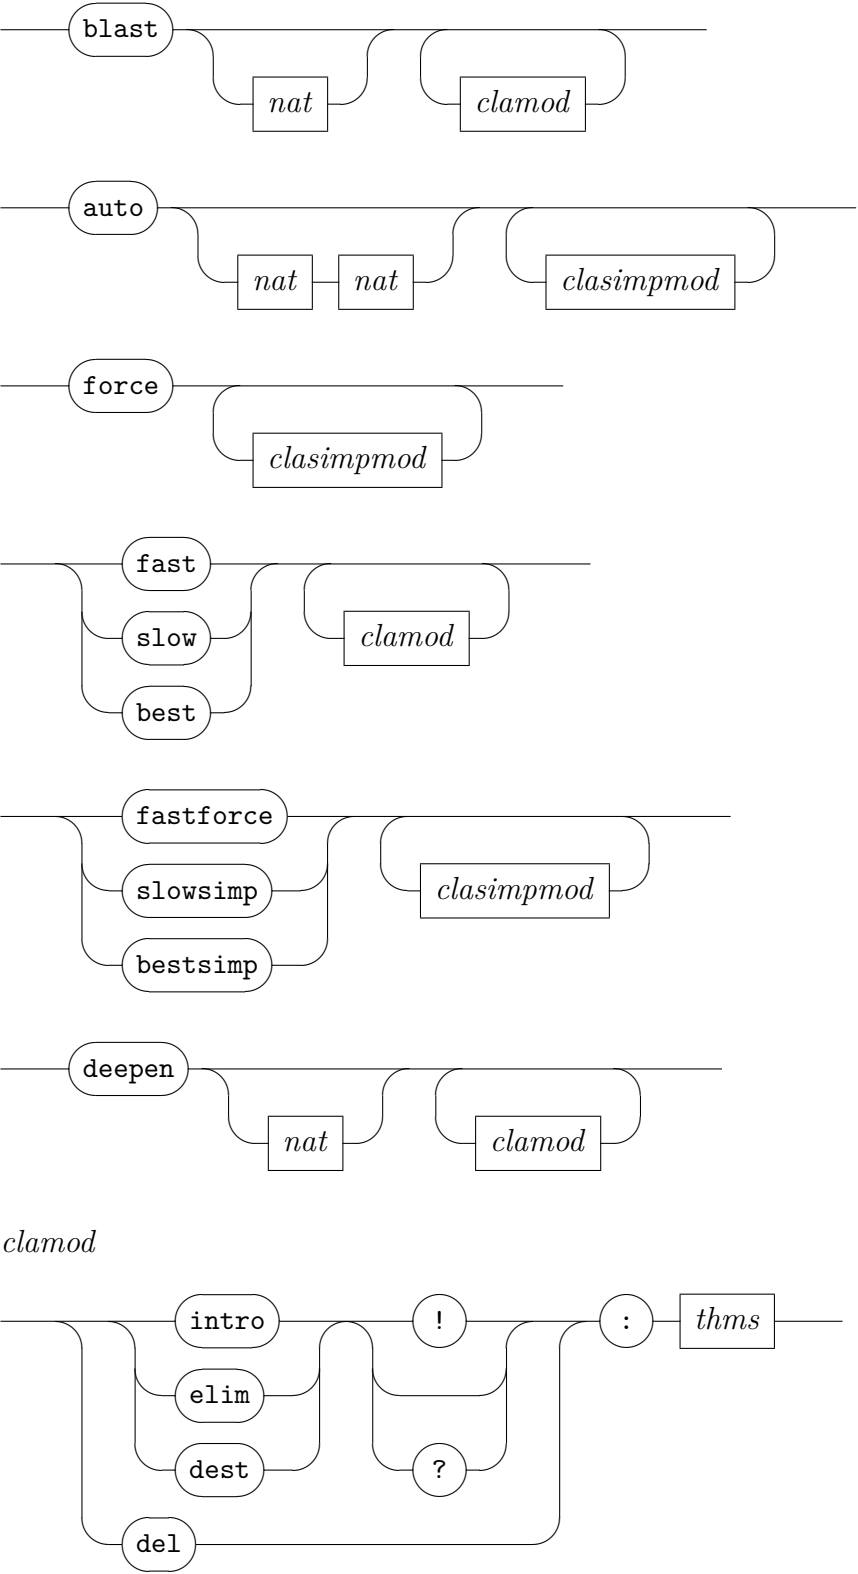 blast
nat
clamod
auto
nat nat
clasimpmod
force
clasimpmod
fast
slow
clamod
best
fastforce
slowsimp
clasimpmod
bestsimp
deepen
nat
clamod
clamod
intro ! : thms
elim
dest ?
del